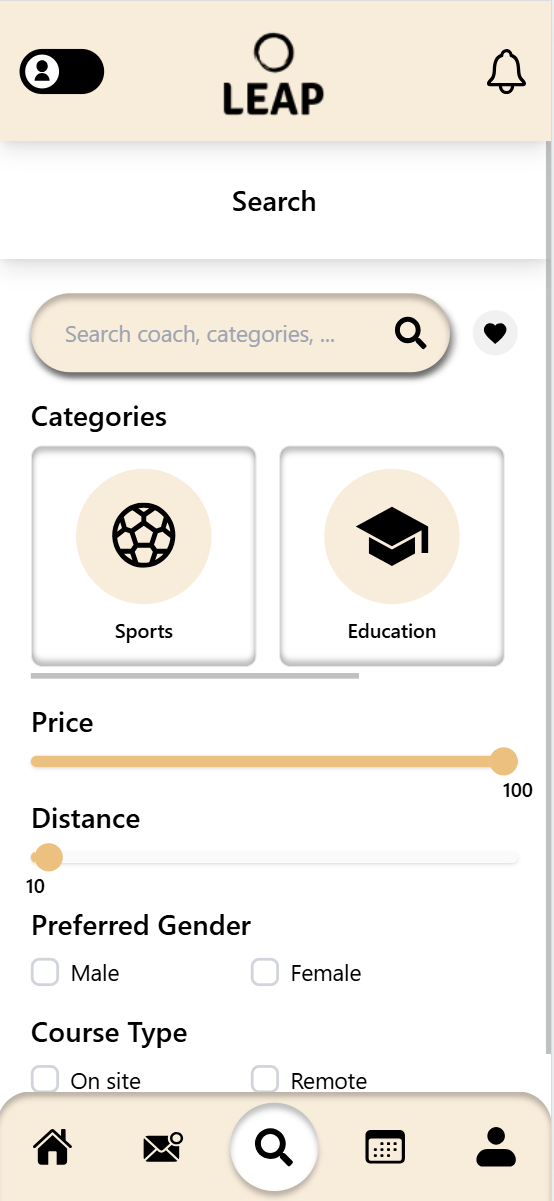 LEAP
Search
Search coach, categories, ...
Categories
Sports
Education
Price
100
Distance
10
Preferred Gender
Male
Female
Course Type
On site
Remote